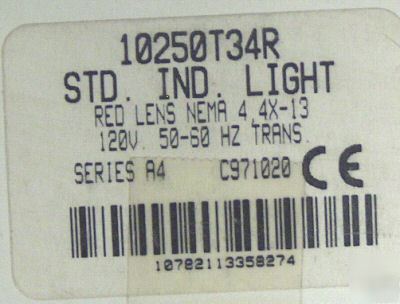 10250T34R
STD. IND. LIGHT
RED LENS NEMA 4,4X-13
120V. 50-60 HZ TRANS.
SERIES A4 C971020 CE
10782113358274